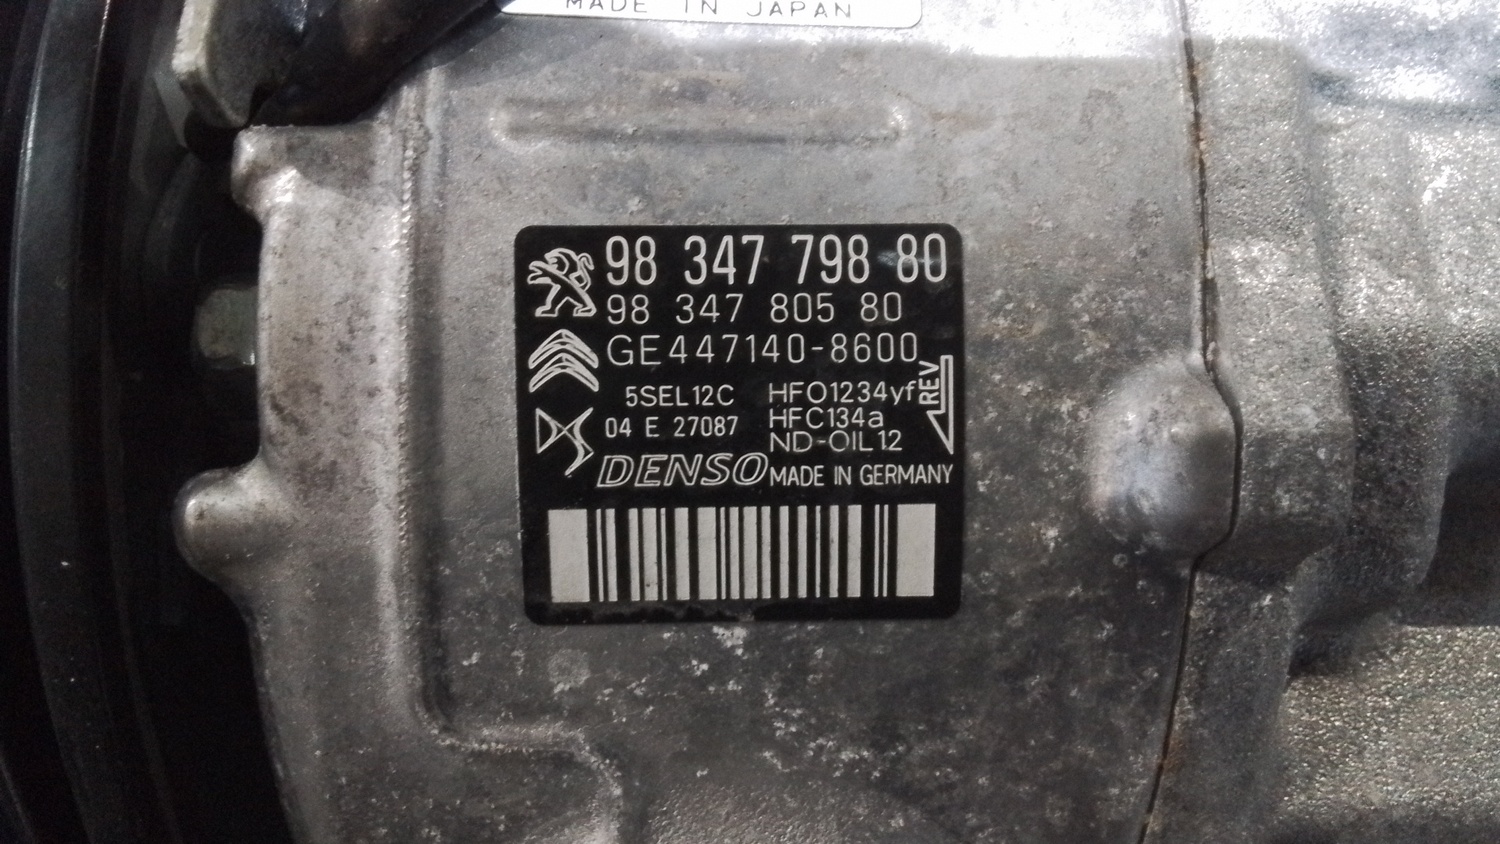 MADE IN JAPAN
98 347 798 80
98 347 805 80
GE447140-8600
REV
5SEL12C HFO1234yf
HFC134a
04 E 27087
ND-OIL12
DENSO MADE IN GERMANY